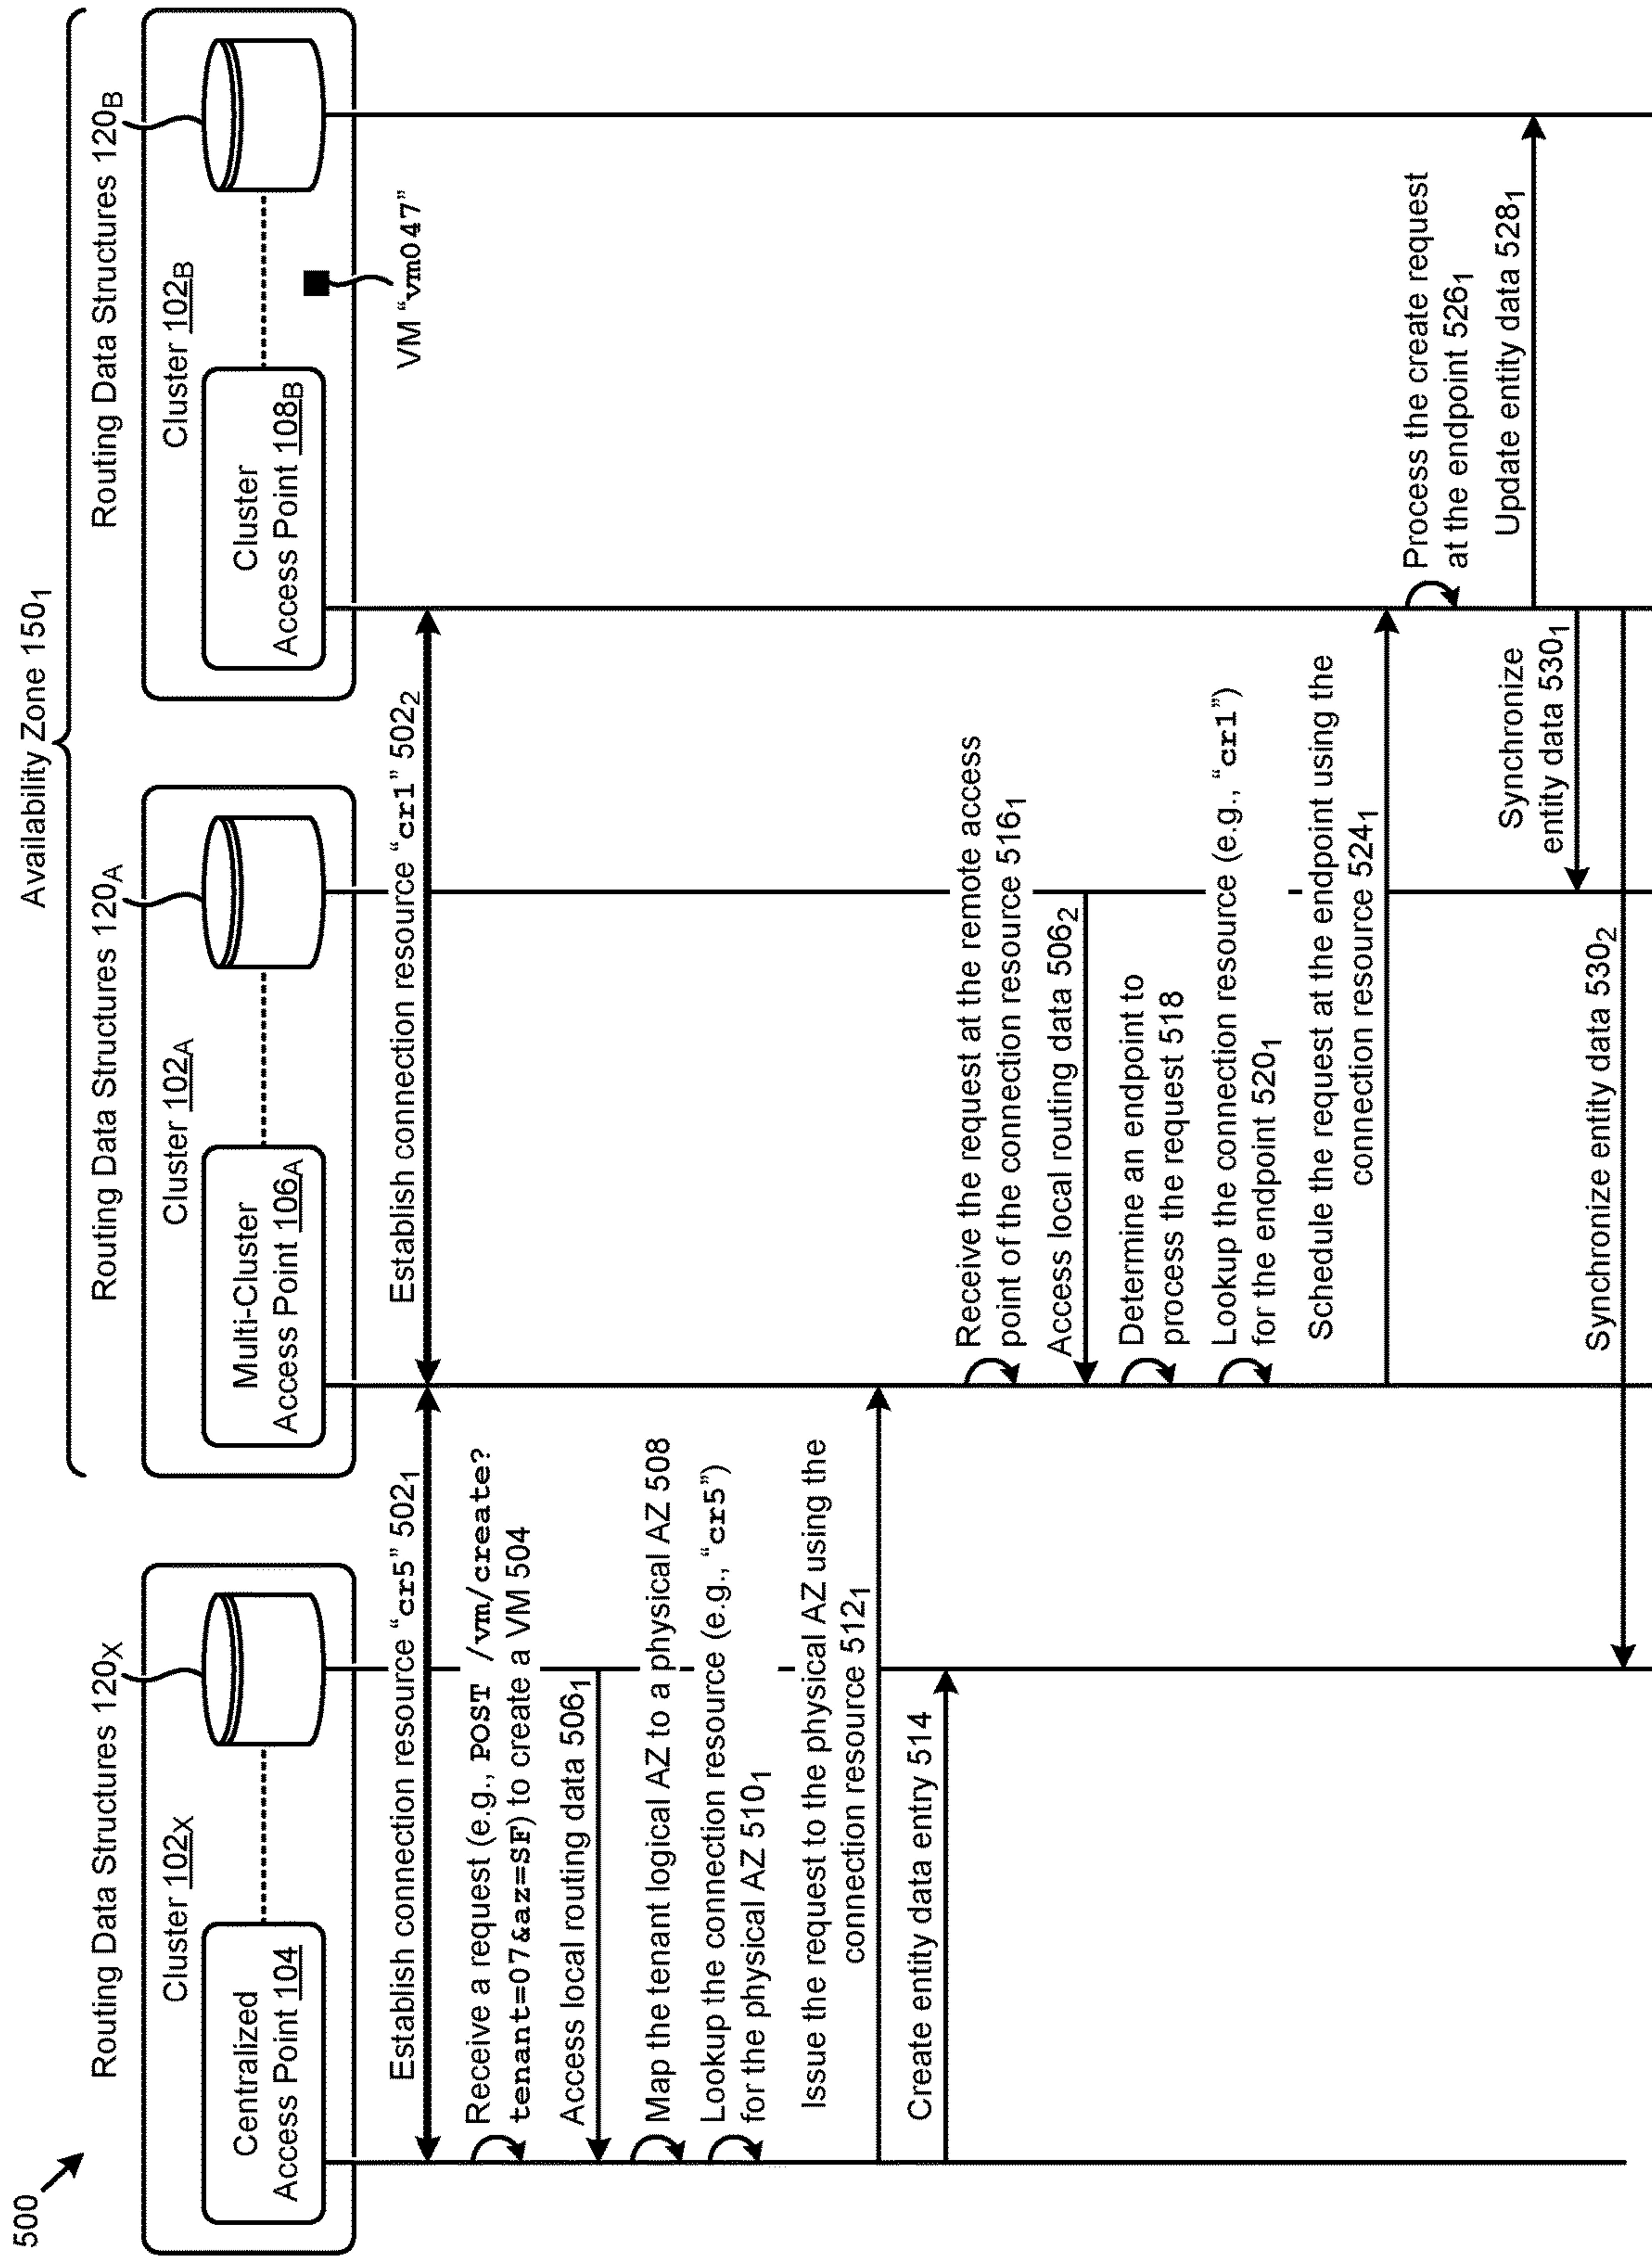 500
Availability Zone 150₁
Routing Data Structures 120X
Routing Data Structures 120A
Routing Data Structures 120B
Cluster 102X
Centralized
Access Point 104
Cluster 102A
Multi-Cluster
Access Point 106A
Cluster 102B
Cluster
Access Point 108B
VM “vm047”
Establish connection resource “cr5” 502₁
Establish connection resource “cr1” 502₂
Receive a request (e.g., POST /vm/create?
tenant=07&az=SF) to create a VM 504
Access local routing data 506₁
Map the tenant logical AZ to a physical AZ 508
Lookup the connection resource (e.g., “cr5”)
for the physical AZ 510₁
Issue the request to the physical AZ using the
connection resource 512₁
Create entity data entry 514
Receive the request at the remote access
point of the connection resource 516₁
Access local routing data 506₂
Determine an endpoint to
process the request 518
Lookup the connection resource (e.g., “cr1”)
for the endpoint 520₁
Schedule the request at the endpoint using the
connection resource 524₁
Process the create request
at the endpoint 526₁
Update entity data 528₁
Synchronize
entity data 530₁
Synchronize entity data 530₂